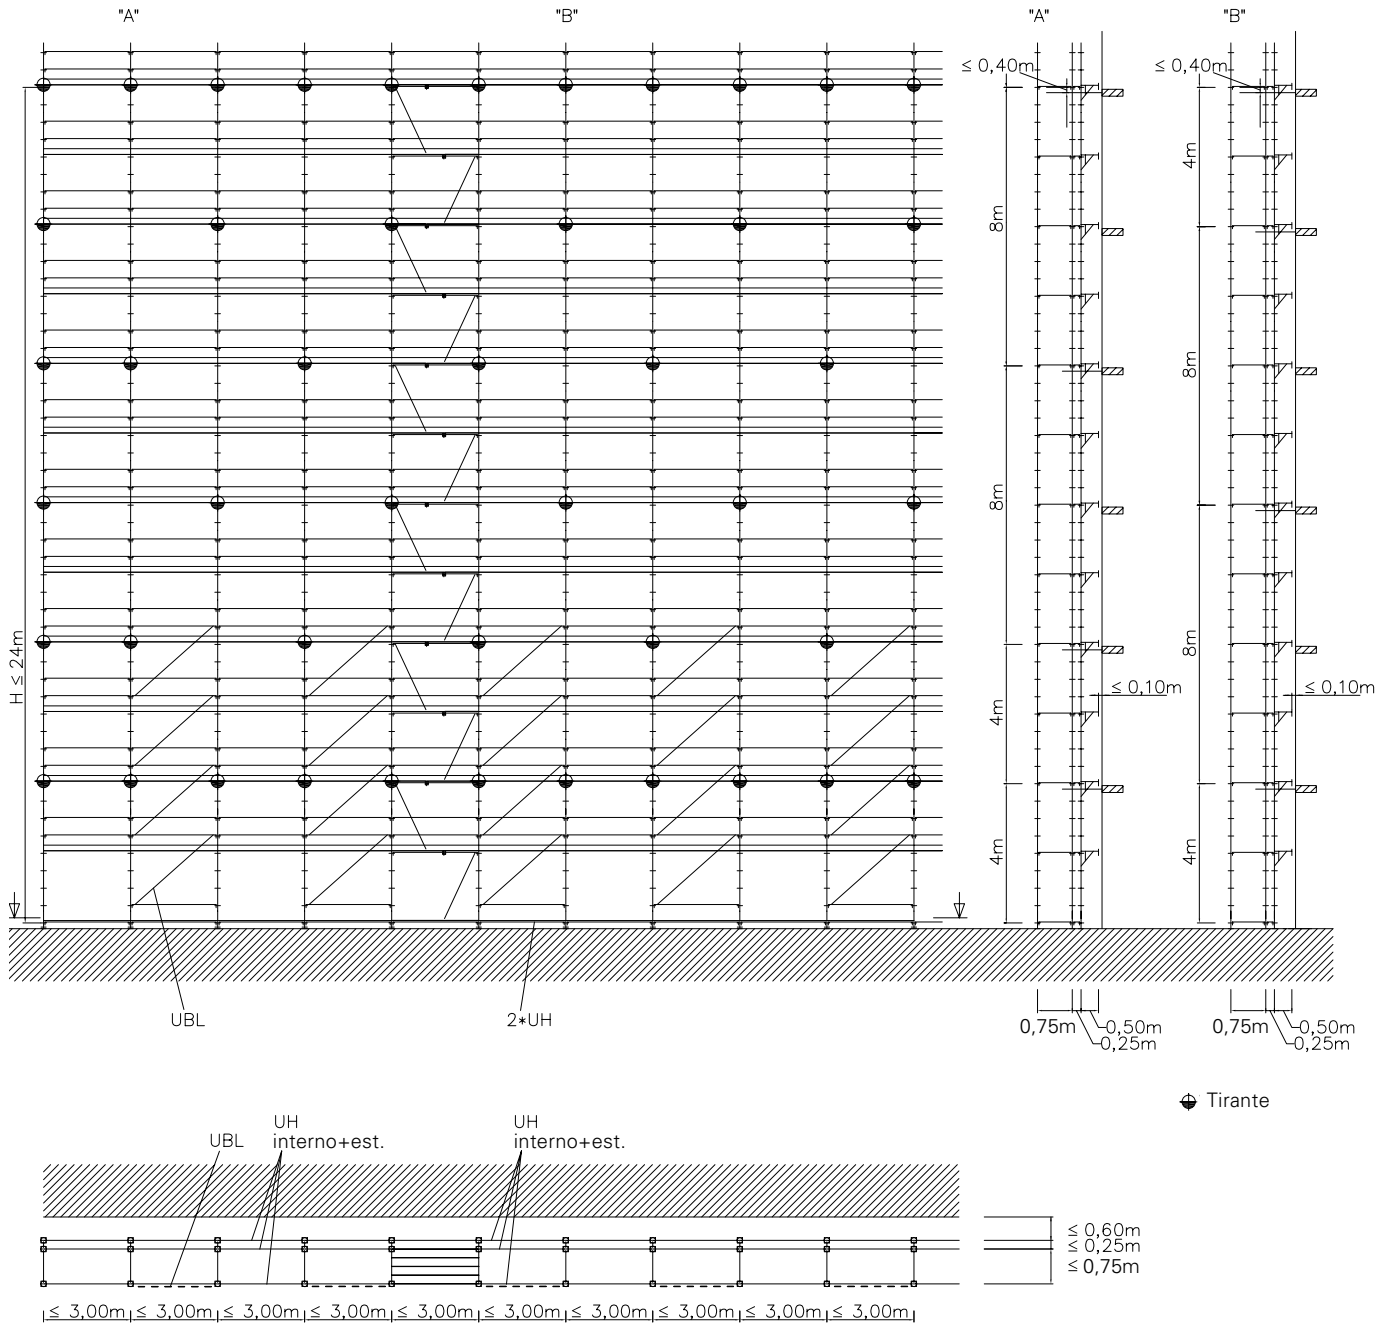 "A"
"B"
"A"
"B"
≤ 0,40m
≤ 0,40m
H ≤ 24m
8m
8m
4m
4m
4m
8m
8m
4m
≤ 0,10m
≤ 0,10m
UBL
2*UH
0,75m
0,50m
0,25m
0,75m
0,50m
0,25m
Tirante
UBL
UH
interno+est.
UH
interno+est.
≤ 0,60m
≤ 0,25m
≤ 0,75m
≤ 3,00m ≤ 3,00m ≤ 3,00m ≤ 3,00m ≤ 3,00m ≤ 3,00m ≤ 3,00m ≤ 3,00m ≤ 3,00m ≤ 3,00m